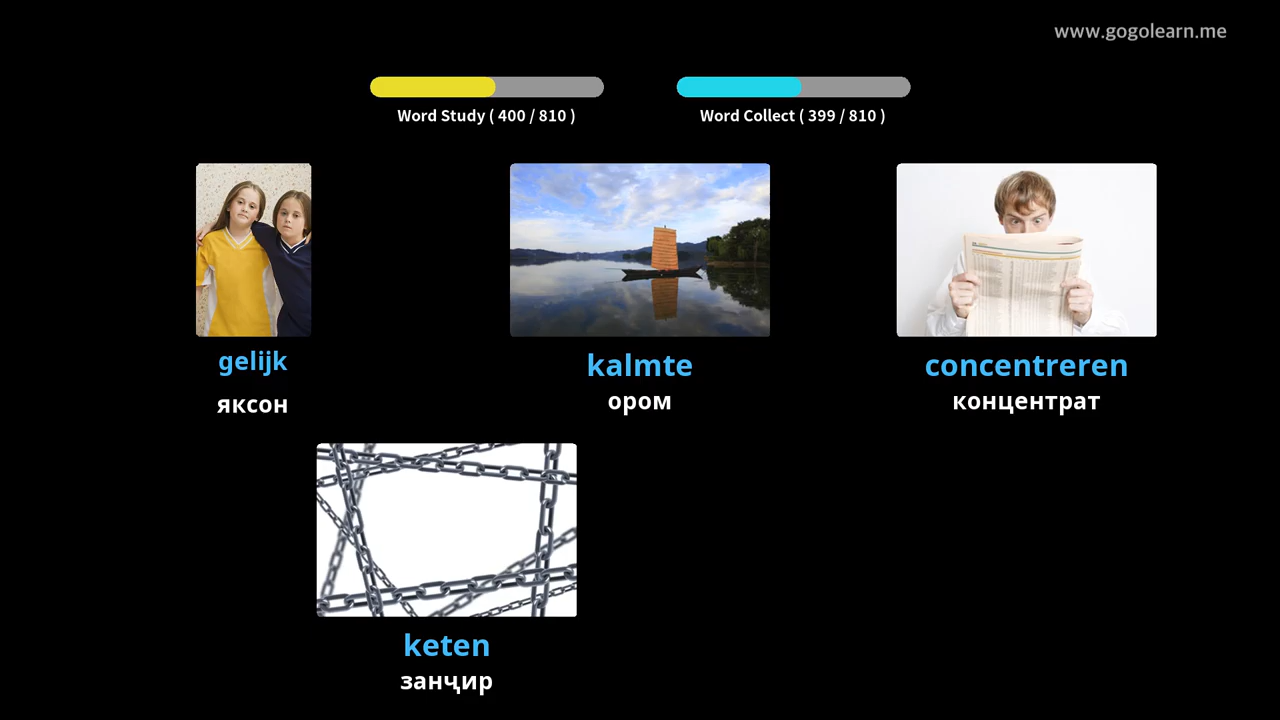 www.gogolearn.me
Word Study ( 400 / 810 )
Word Collect ( 399 / 810 )
gelijk
яксон
kalmte
ором
concentreren
концентрат
keten
занҷир